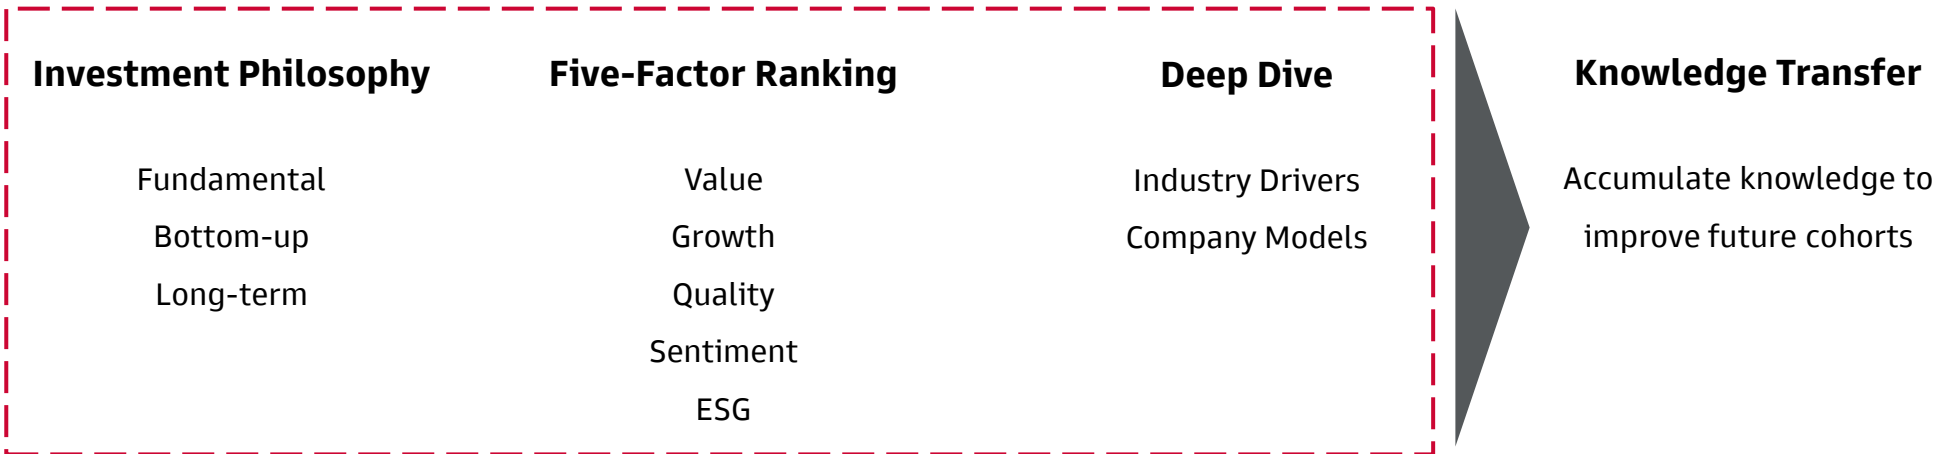 Investment Philosophy
Fundamental
Bottom-up
Long-term
Five-Factor Ranking
Value
Growth
Quality
Sentiment
ESG
Deep Dive
Industry Drivers
Company Models
Knowledge Transfer
Accumulate knowledge to
improve future cohorts